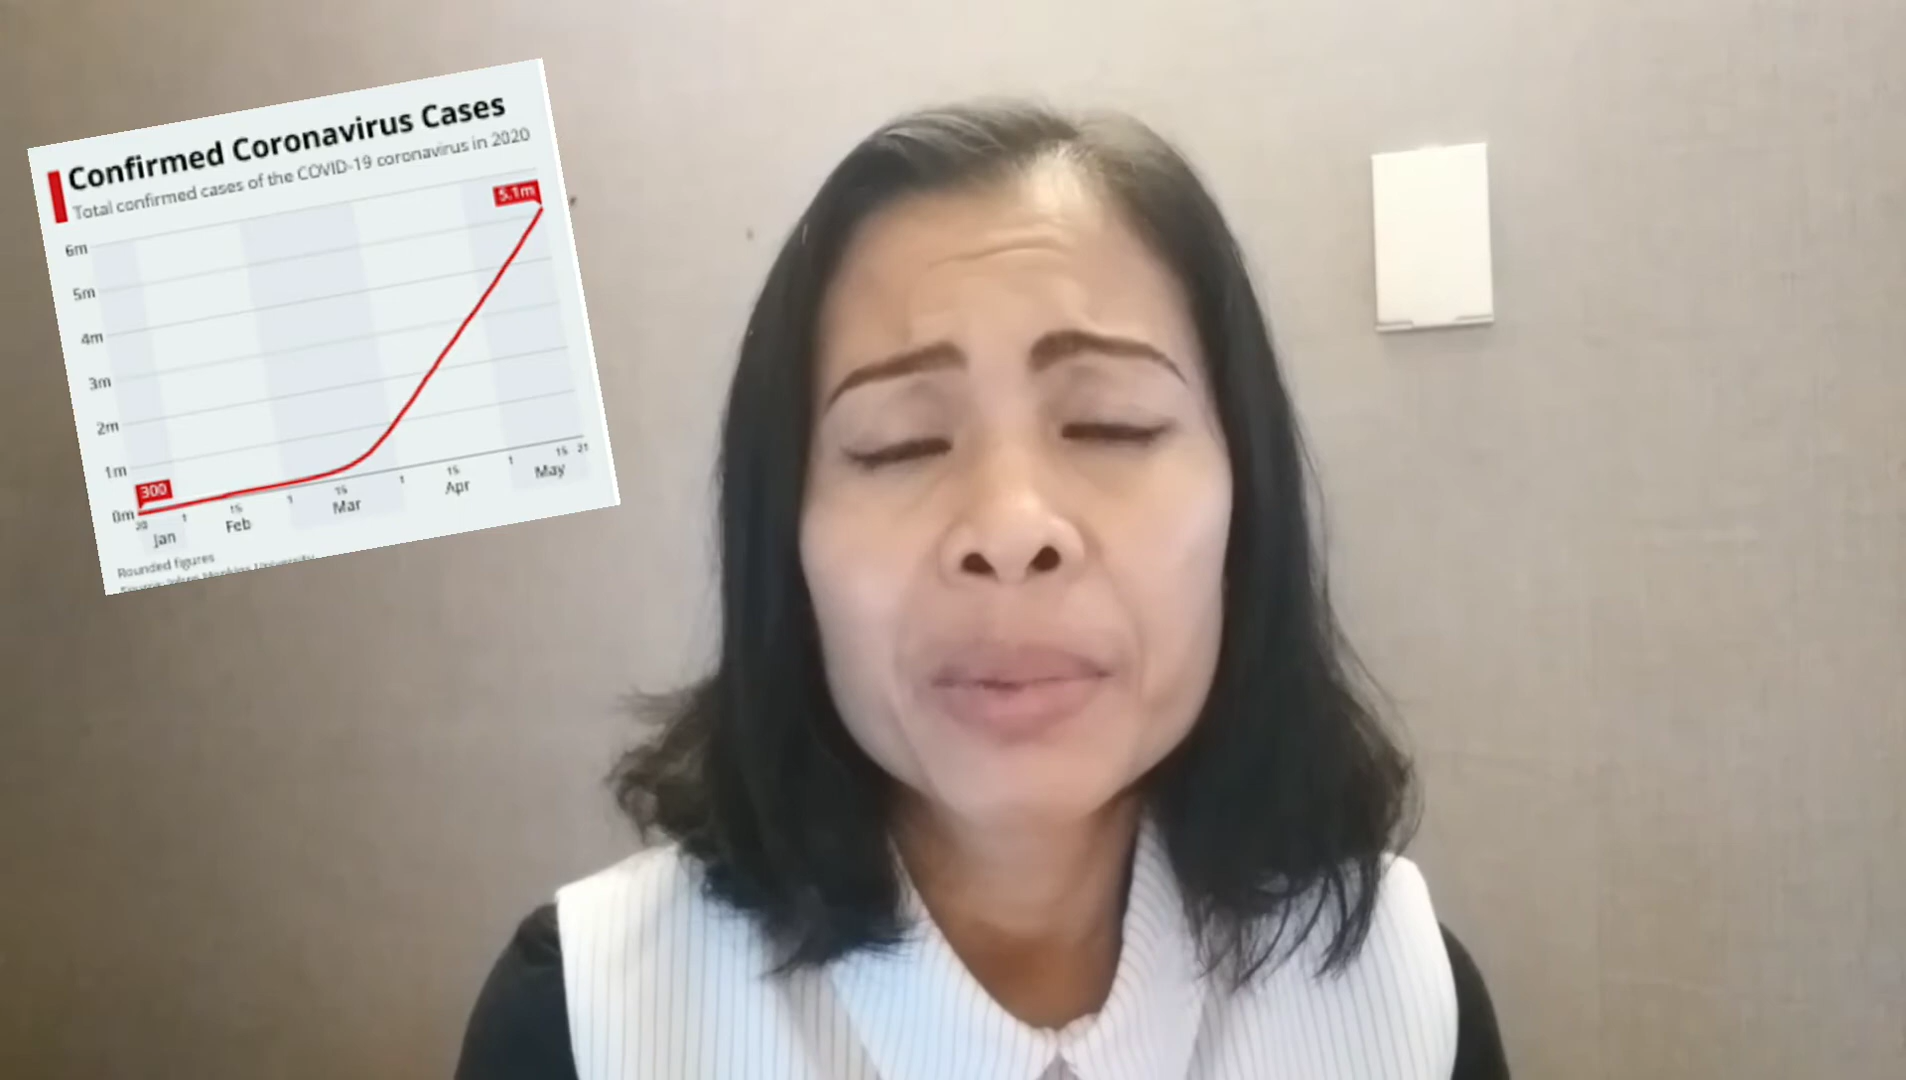 Confirmed Coronavirus Cases
Total confirmed cases of the COVID-19 coronavirus in 2020
5.1m
6m
5m
4m
3m
2m
1m
300
0m
20 1 15 1 15 1 15 1 15 21
Jan Feb Mar Apr May
Rounded figures